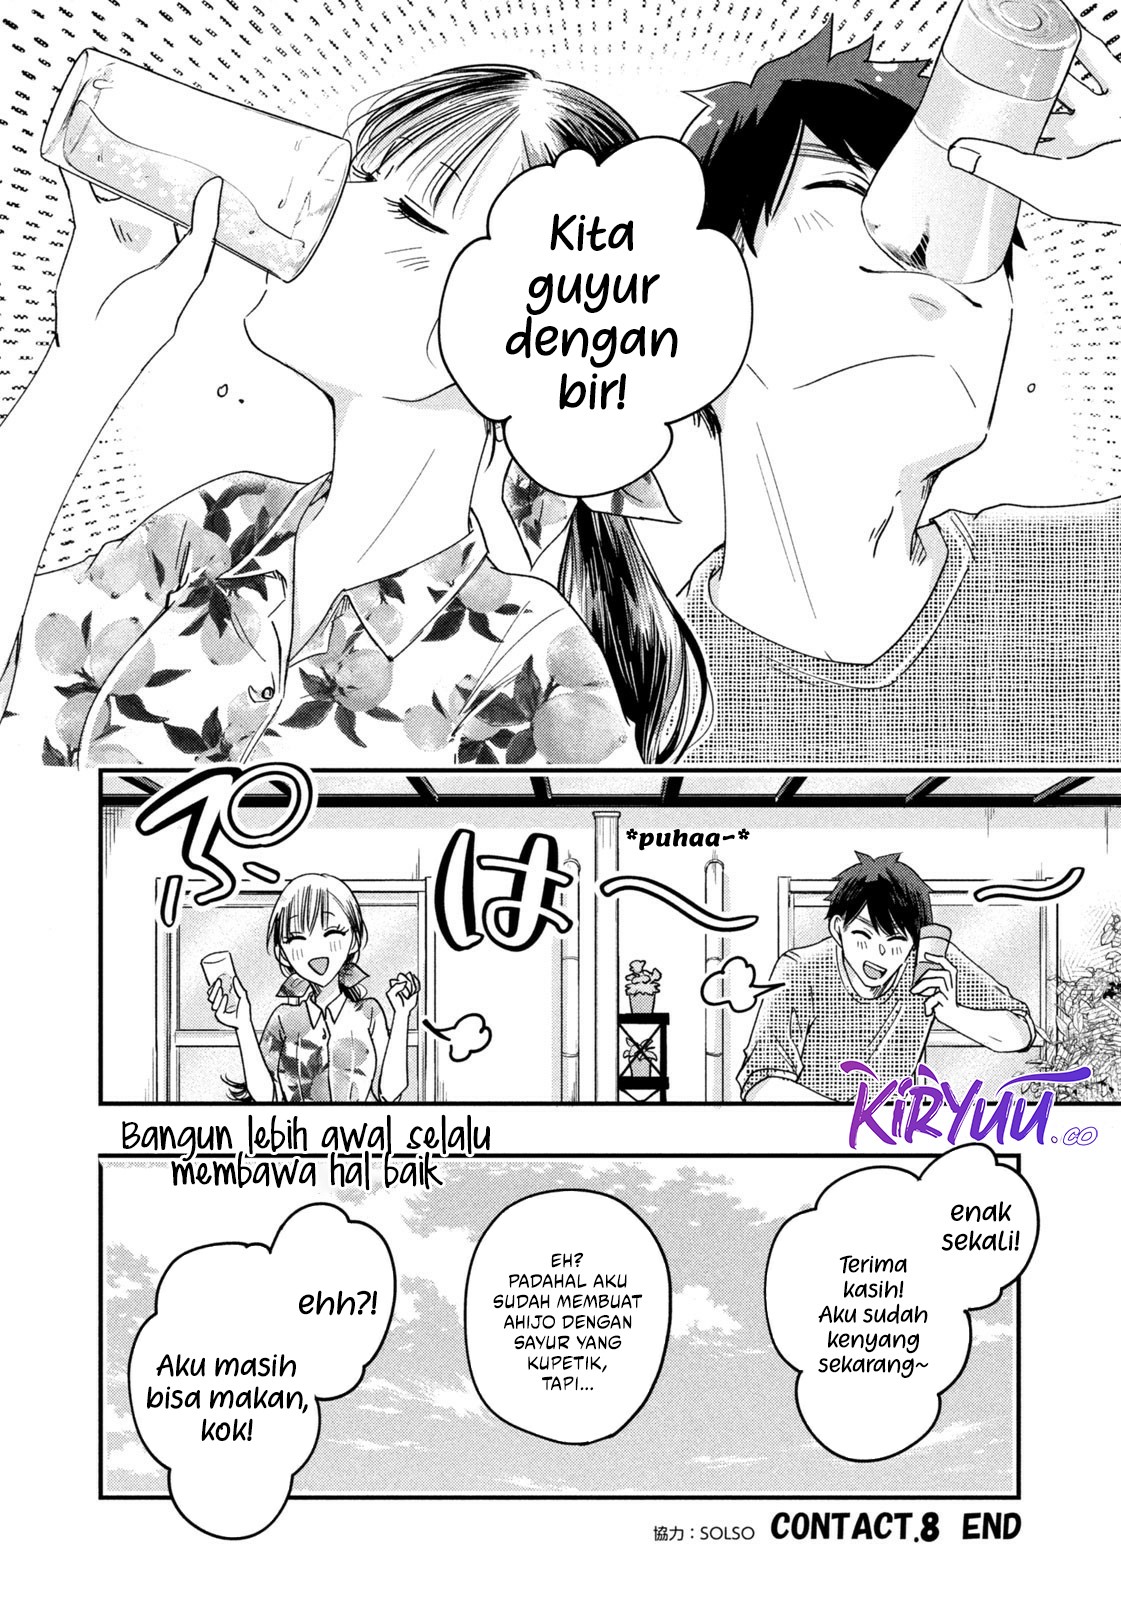 Kita
guyur
dengan
bir!
ぷは〜〜
*puhaa~*
KiRYUU.co
Bangun lebih awal selalu
membawa hal baik
enak
sekali!
Terima
kasih!
Aku sudah
kenyang
sekarang~
EH?
PADAHAL AKU
SUDAH MEMBUAT
AHIJO DENGAN
SAYUR YANG
KUPETIK,
TAPI...
ehh?!
Aku masih
bisa makan,
kok!
協力：SOLSO CONTACT.8 END